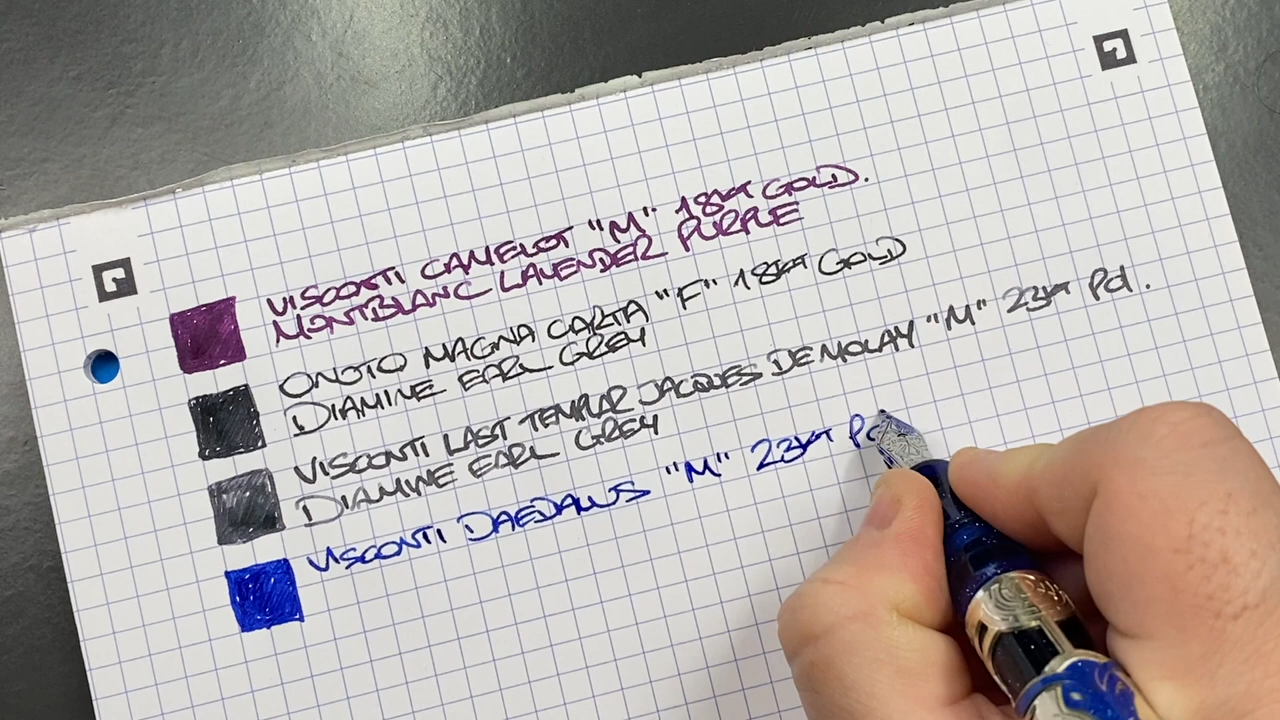 VISCONTI CAMELOT "M" 18kt GOLD.
MONTBLANC LAVENDER PURPLE
ONOTO MAGNA CARTA "F" 18kt GOLD
DIAMINE EARL GREY
VISCONTI LAST TEMPLAR JACQUES DE MOLAY "M" 23kt Pd.
DIAMINE EARL GREY
VISCONTI DAEDALUS "M" 23kt Pd